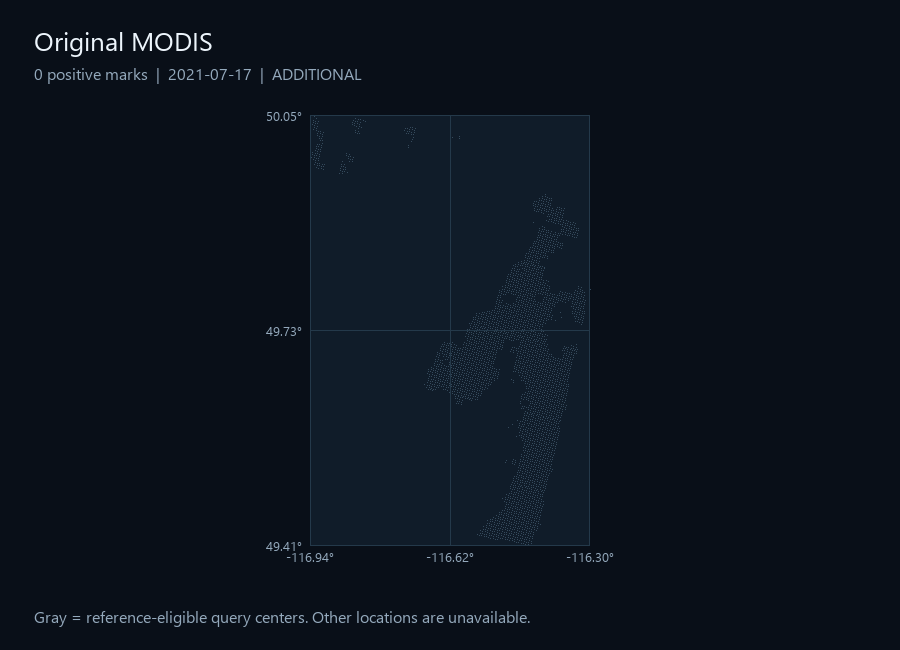 Original MODIS
0 positive marks | 2021-07-17 | ADDITIONAL
50.05°
49.73°
49.41°
-116.94° -116.62° -116.30°
Gray = reference-eligible query centers. Other locations are unavailable.